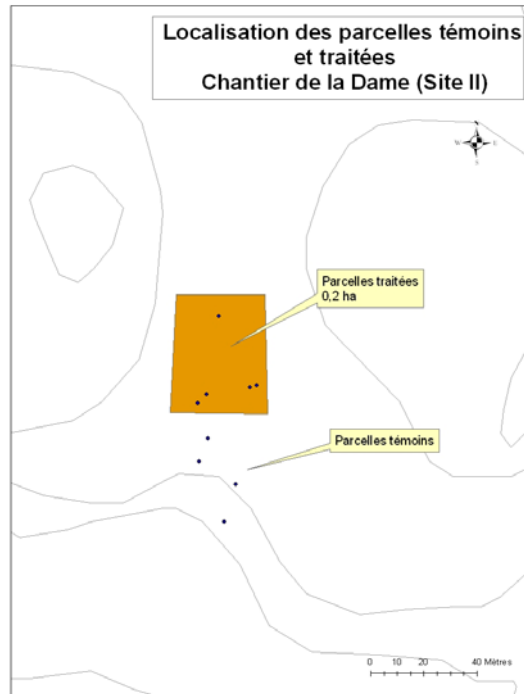 Localisation des parcelles témoins
et traitées
Chantier de la Dame (Site II)
W
E
S
Parcelles traitées
0,2 ha
Parcelles témoins
0 10 20 40 Mètres